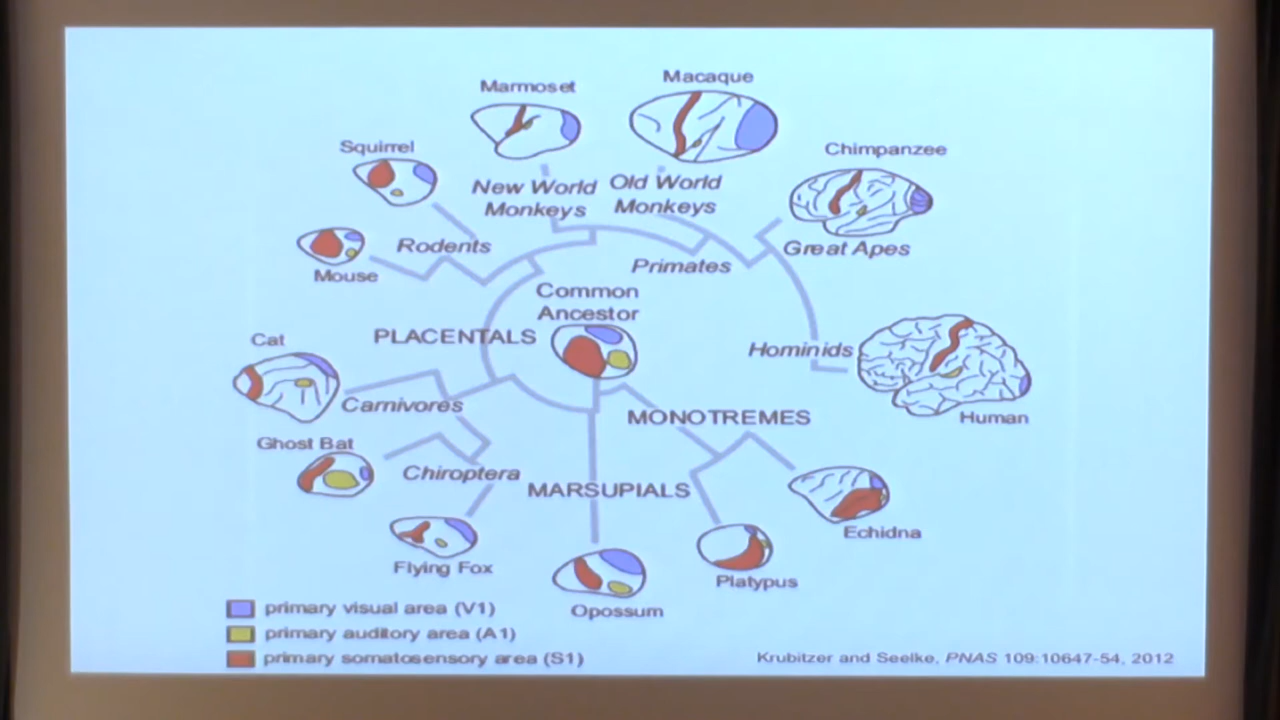 Macaque
Marmoset
Squirrel
Chimpanzee
New World
Monkeys
Old World
Monkeys
Rodents
Great Apes
Primates
Mouse
Common
Ancestor
PLACENTALS
Cat
Hominids
Carnivores
MONOTREMES
Human
Ghost Bat
Chiroptera
MARSUPIALS
Echidna
Flying Fox
Platypus
Opossum
primary visual area (V1)
primary auditory area (A1)
primary somatosensory area (S1)
Krubitzer and Seelke, PNAS 109:10647-54, 2012